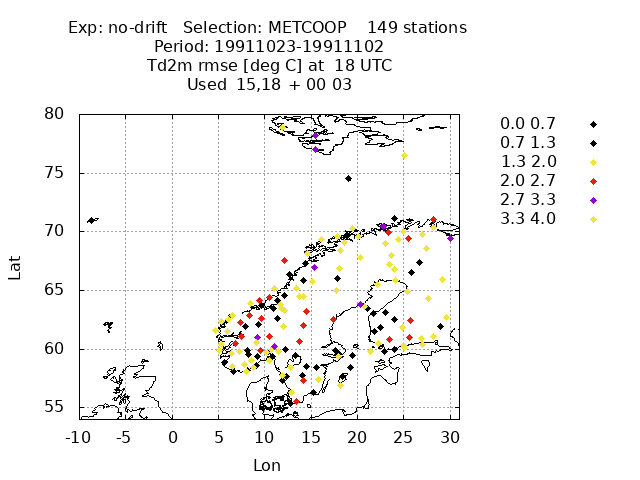 Exp: no-drift Selection: METCOOP 149 stations
Period: 19911023-19911102
Td2m rmse [deg C] at 18 UTC
Used 15,18 + 00 03
0.0 0.7
0.7 1.3
1.3 2.0
2.0 2.7
2.7 3.3
3.3 4.0
80
75
70
65
60
55
Lat
-10 -5 0 5 10 15 20 25 30
Lon